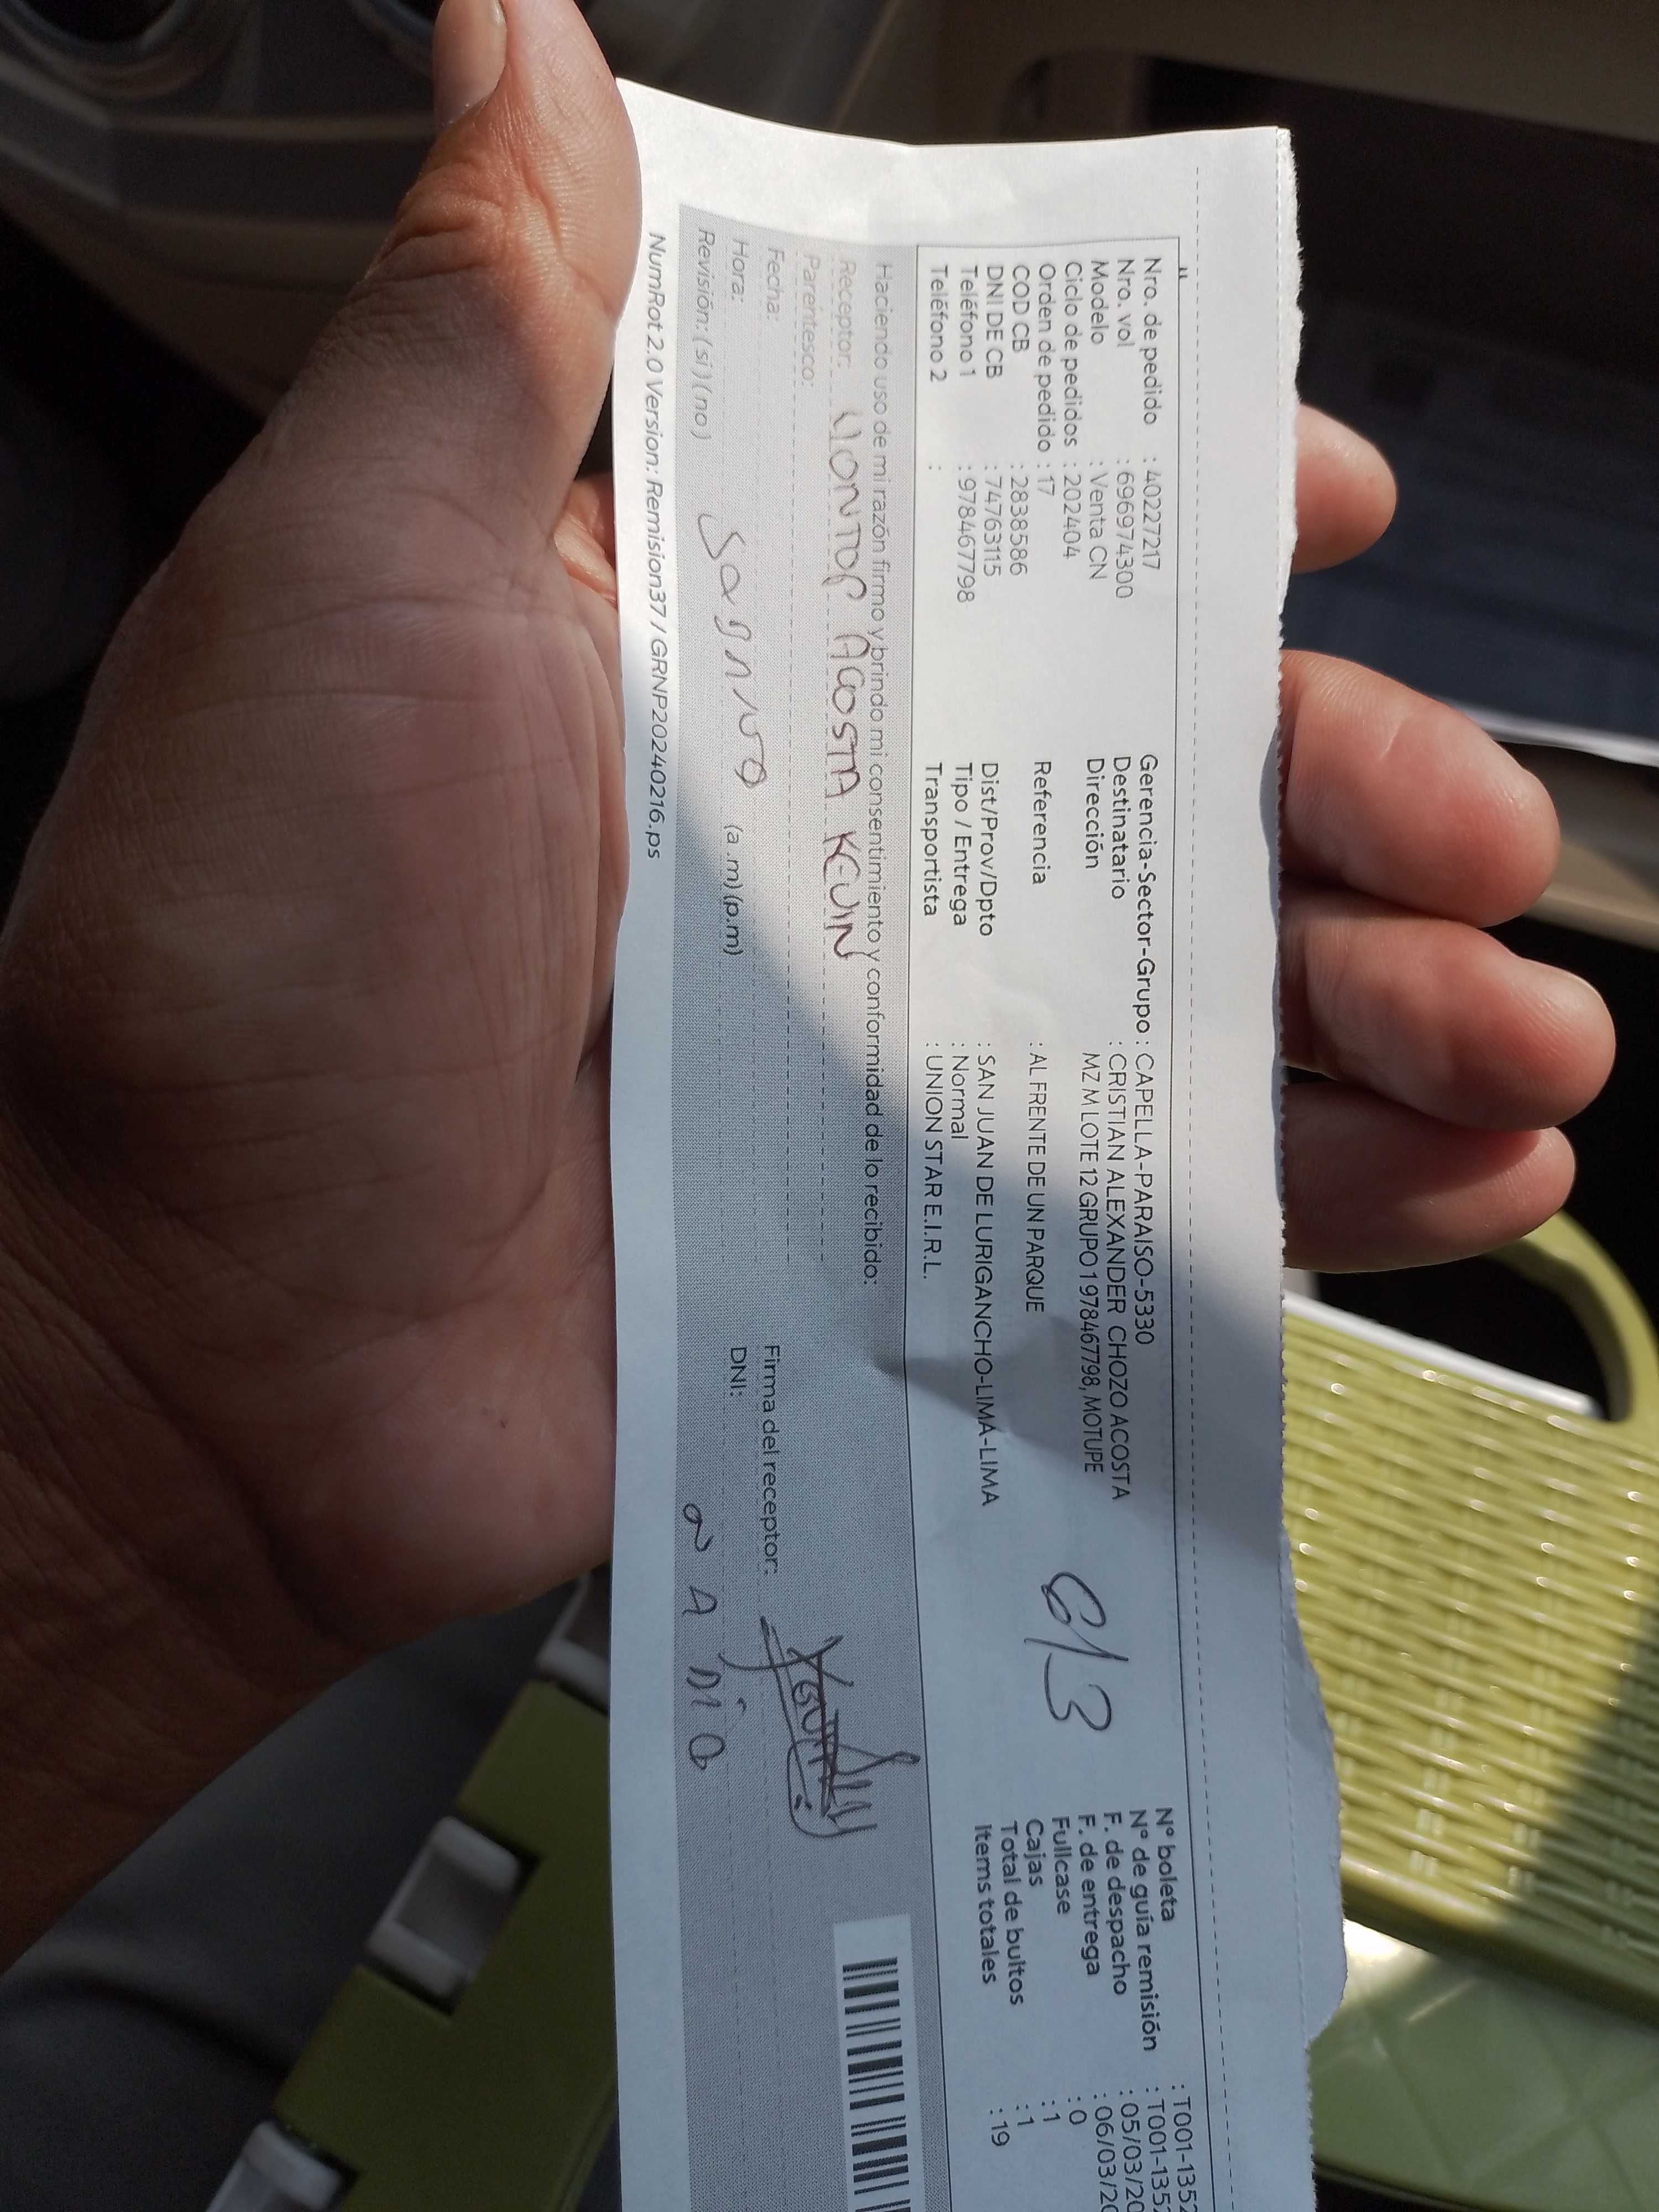 Nro. de pedido : 40227217
Nro. vol : 696974300
Modelo : Venta CN
Ciclo de pedidos : 202404
Orden de pedido : 17
COD CB : 2838586
DNI DE CB : 74763115
Teléfono 1 : 978467798
Teléfono 2 :
Gerencia-Sector-Grupo : CAPELLA-PARAISO-5330
Destinatario : CRISTIAN ALEXANDER CHOZO ACOSTA
Dirección MZ M LOTE 12 GRUPO 1 978467798, MOTUPE
Referencia : AL FRENTE DE UN PARQUE
Dist/Prov/Dpto : SAN JUAN DE LURIGANCHO-LIMA-LIMA
Tipo / Entrega : Normal
Transportista : UNION STAR E.I.R.L.
6/3
N° boleta : T001-1352
N° de guía remisión : T001-1352
F. de despacho : 05/03/20
F. de entrega : 06/03/20
Fullcase : 0
Cajas : 1
Total de bultos : 1
Items totales : 19
Haciendo uso de mi razón firmo y brindo mi consentimiento y conformidad de lo recibido:
Receptor: ACOSTA KEVIN
Parentesco:
Fecha:
Hora: (a.m)(p.m)
Revisión: (si) (no)
Firma del receptor:
DNI:
NumRot 2.0 Version: Remision37 / GRNP20240216.ps